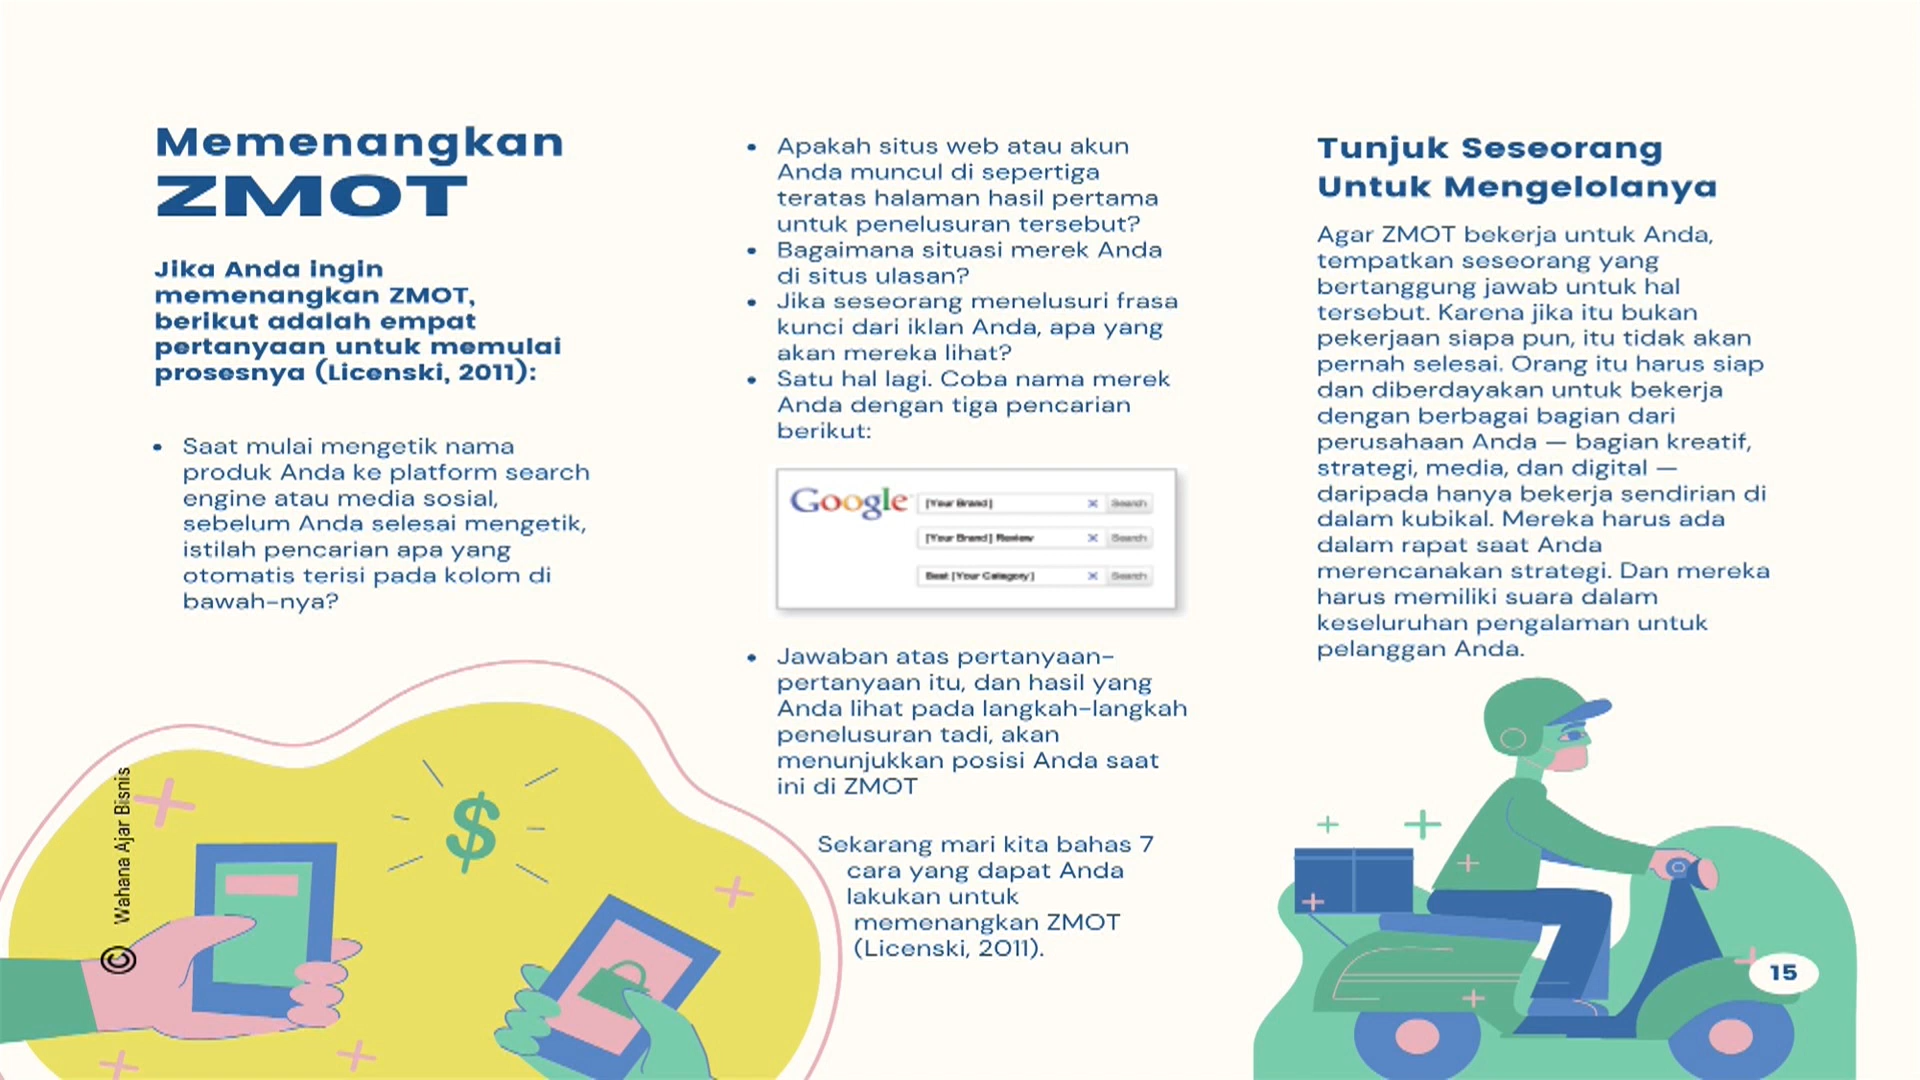 Memenangkan
ZMOT
Jika Anda ingin
memenangkan ZMOT,
berikut adalah empat
pertanyaan untuk memulai
prosesnya (Licenski, 2011):
• Saat mulai mengetik nama
produk Anda ke platform search
engine atau media sosial,
sebelum Anda selesai mengetik,
istilah pencarian apa yang
otomatis terisi pada kolom di
bawah-nya?
• Apakah situs web atau akun
Anda muncul di sepertiga
teratas halaman hasil pertama
untuk penelusuran tersebut?
• Bagaimana situasi merek Anda
di situs ulasan?
• Jika seseorang menelusuri frasa
kunci dari iklan Anda, apa yang
akan mereka lihat?
• Satu hal lagi. Coba nama merek
Anda dengan tiga pencarian
berikut:
Google [Your Brand] × Search
[Your Brand] Review × Search
Best [Your Category] × Search
• Jawaban atas pertanyaan-
pertanyaan itu, dan hasil yang
Anda lihat pada langkah-langkah
penelusuran tadi, akan
menunjukkan posisi Anda saat
ini di ZMOT
Sekarang mari kita bahas 7
cara yang dapat Anda
lakukan untuk
memenangkan ZMOT
(Licenski, 2011).
Tunjuk Seseorang
Untuk Mengelolanya
Agar ZMOT bekerja untuk Anda,
tempatkan seseorang yang
bertanggung jawab untuk hal
tersebut. Karena jika itu bukan
pekerjaan siapa pun, itu tidak akan
pernah selesai. Orang itu harus siap
dan diberdayakan untuk bekerja
dengan berbagai bagian dari
perusahaan Anda — bagian kreatif,
strategi, media, dan digital —
daripada hanya bekerja sendirian di
dalam kubikal. Mereka harus ada
dalam rapat saat Anda
merencanakan strategi. Dan mereka
harus memiliki suara dalam
keseluruhan pengalaman untuk
pelanggan Anda.
$
© Wahana Ajar Bisnis
15